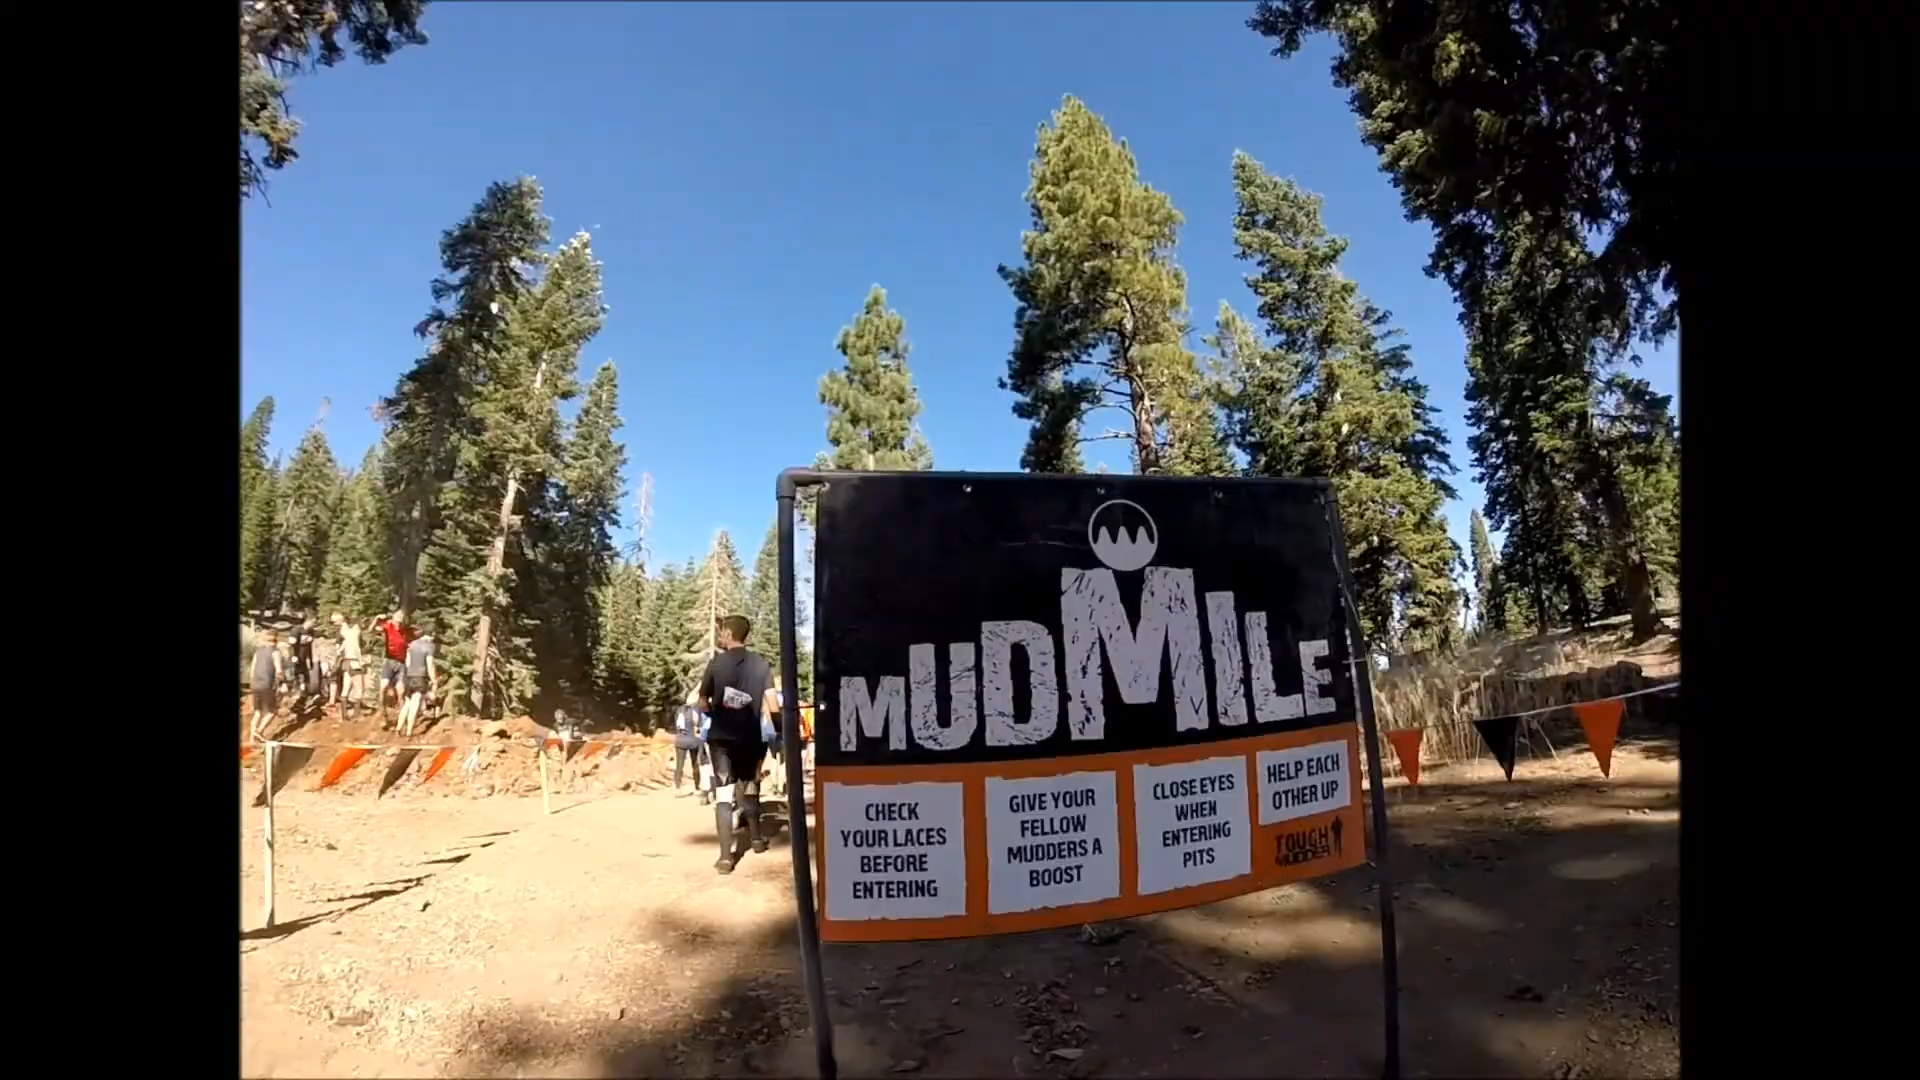 MUDMILE
CHECK
YOUR LACES
BEFORE
ENTERING
GIVE YOUR
FELLOW
MUDDERS A
BOOST
CLOSE EYES
WHEN
ENTERING
PITS
HELP EACH
OTHER UP
TOUGH
MUDDER